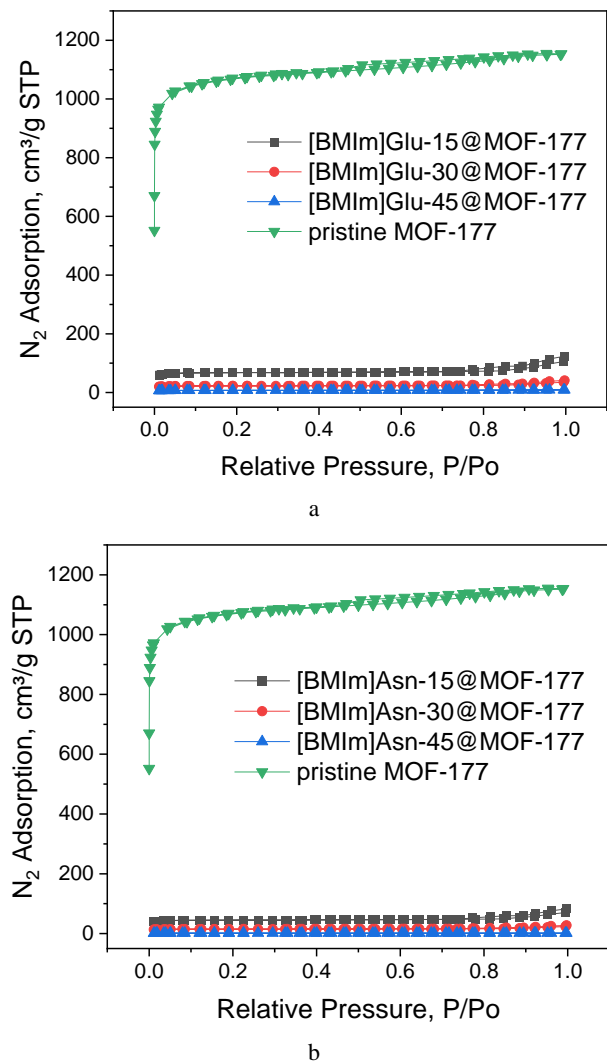 1200
1000
800
600
400
200
0
N₂ Adsorption, cm³/g STP
[BMIm]Glu-15@MOF-177
[BMIm]Glu-30@MOF-177
[BMIm]Glu-45@MOF-177
pristine MOF-177
0.0 0.2 0.4 0.6 0.8 1.0
Relative Pressure, P/Po
a
1200
1000
800
600
400
200
0
N₂ Adsorption, cm³/g STP
[BMIm]Asn-15@MOF-177
[BMIm]Asn-30@MOF-177
[BMIm]Asn-45@MOF-177
pristine MOF-177
0.0 0.2 0.4 0.6 0.8 1.0
Relative Pressure, P/Po
b